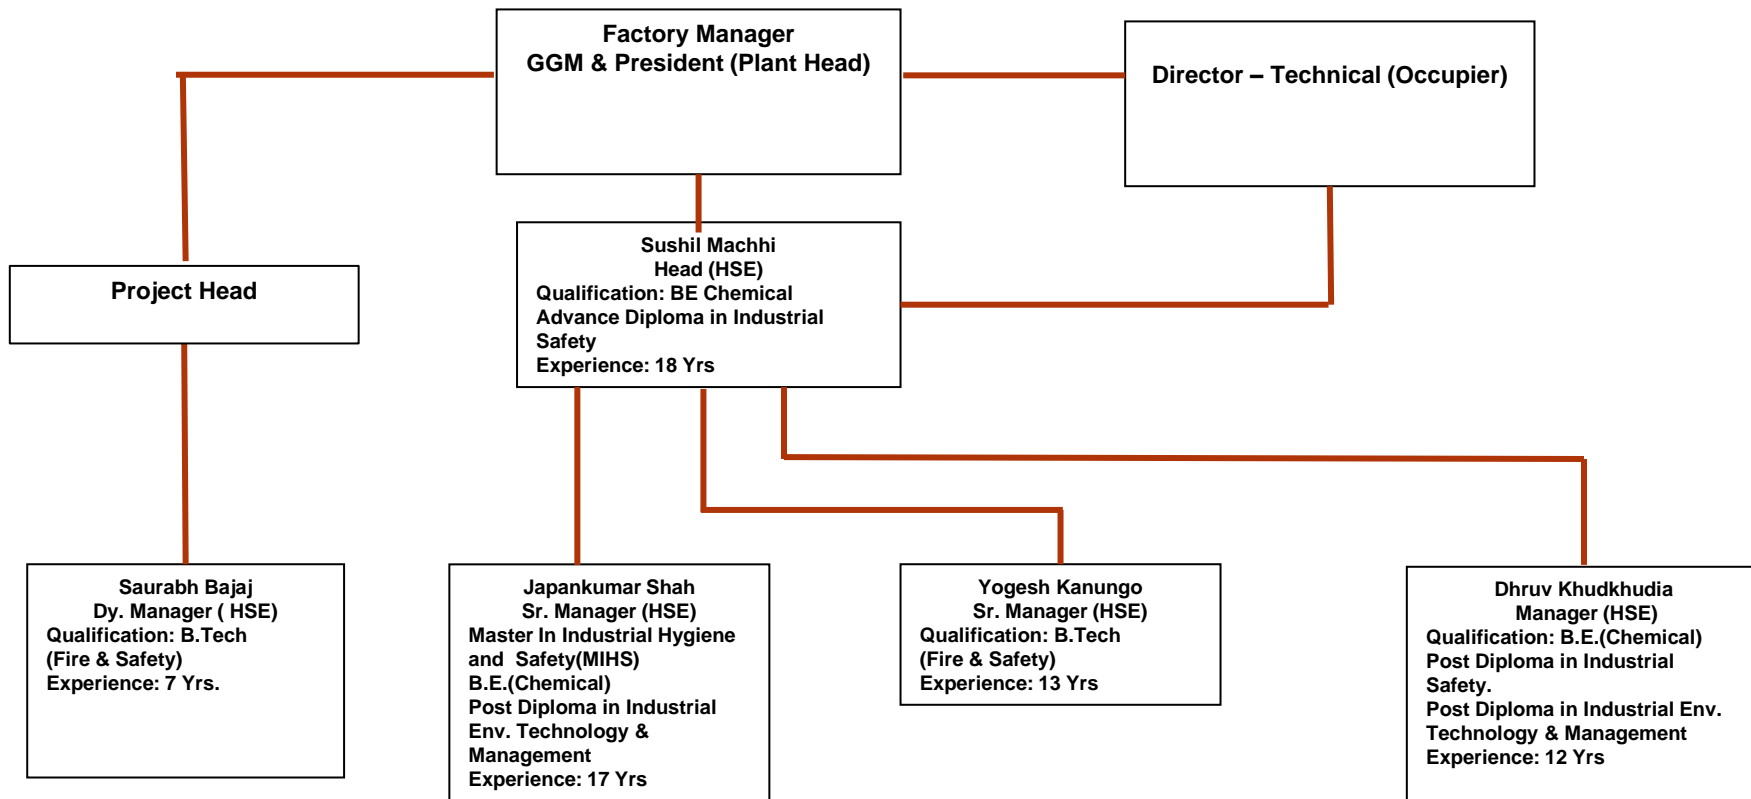 Factory Manager
GGM & President (Plant Head)
Director – Technical (Occupier)
Project Head
Sushil Machhi
Head (HSE)
Qualification: BE Chemical
Advance Diploma in Industrial
Safety
Experience: 18 Yrs
Saurabh Bajaj
Dy. Manager ( HSE)
Qualification: B.Tech
(Fire & Safety)
Experience: 7 Yrs.
Japankumar Shah
Sr. Manager (HSE)
Master In Industrial Hygiene
and Safety(MIHS)
B.E.(Chemical)
Post Diploma in Industrial
Env. Technology &
Management
Experience: 17 Yrs
Yogesh Kanungo
Sr. Manager (HSE)
Qualification: B.Tech
(Fire & Safety)
Experience: 13 Yrs
Dhruv Khudkhudia
Manager (HSE)
Qualification: B.E.(Chemical)
Post Diploma in Industrial
Safety.
Post Diploma in Industrial Env.
Technology & Management
Experience: 12 Yrs